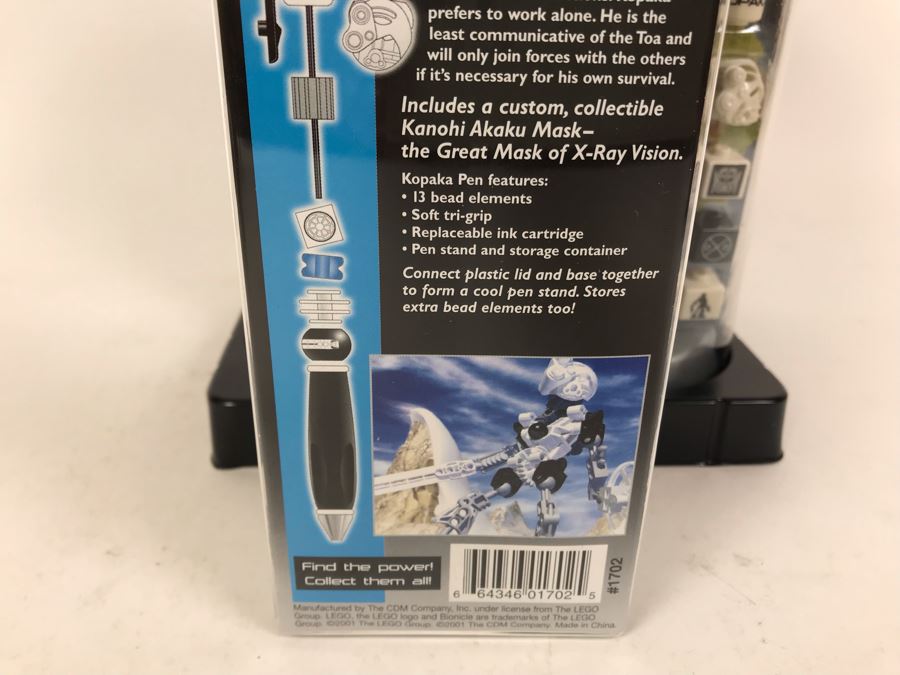 Kopaka
prefers to work alone. He is the
least communicative of the Toa and
will only join forces with the others
if it's necessary for his own survival.
Includes a custom, collectible
Kanohi Akaku Mask–
the Great Mask of X-Ray Vision.
Kopaka Pen features:
• 13 bead elements
• Soft tri-grip
• Replaceable ink cartridge
• Pen stand and storage container
Connect plastic lid and base together
to form a cool pen stand. Stores
extra bead elements too!
Find the power!
Collect them all!
6 64346 01702 5
#1702
Manufactured by The CDM Company, Inc. under license from The LEGO
Group. LEGO, the LEGO logo and Bionicle are trademarks of The LEGO
Group. ©2001 The LEGO Group. ©2001 The CDM Company. Made in China.